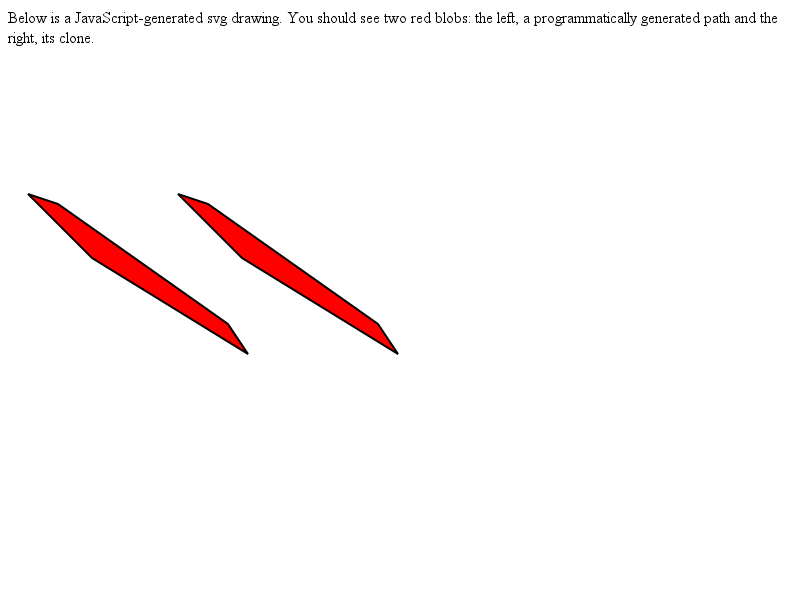 Below is a JavaScript-generated svg drawing. You should see two red blobs: the left, a programmatically generated path and the
right, its clone.